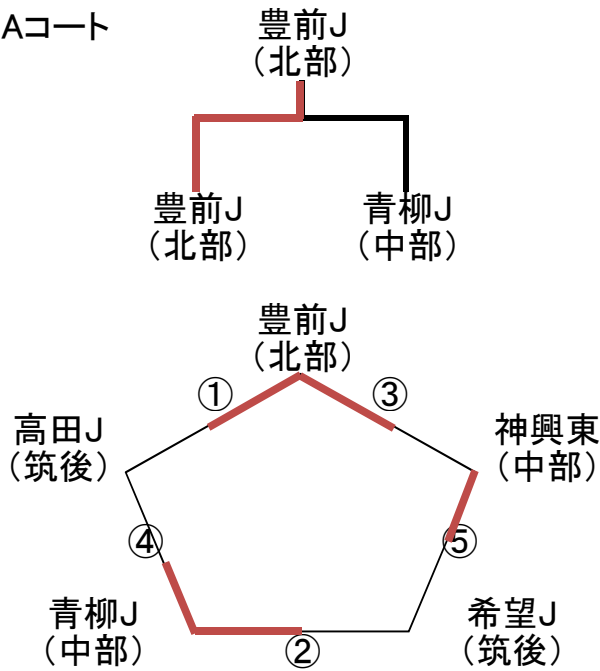 Aコート
豊前J
（北部）
豊前J
（北部）
青柳J
（中部）
豊前J
（北部）
①
③
高田J
（筑後）
神興東
（中部）
④
⑤
青柳J
（中部）
②
希望J
（筑後）